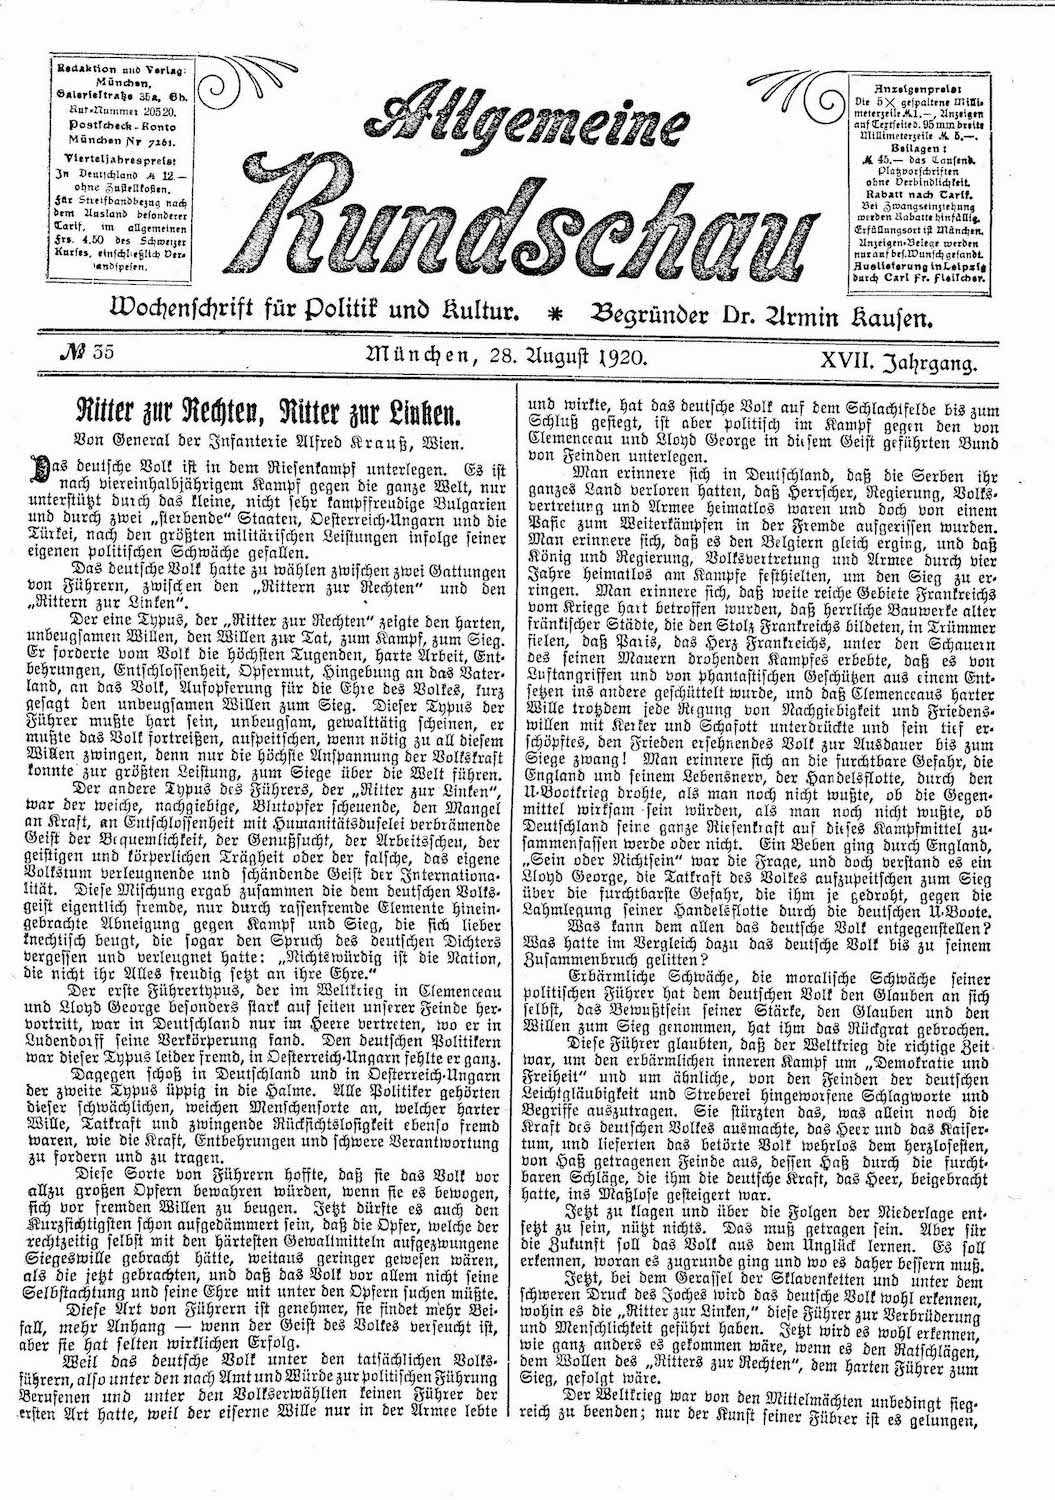 Redaktion und Verlag:
München,
Galeriestraße 35a, Gh.
Ruf-Nummer 20520.
Postscheck-Konto
München Nr 7261.
Vierteljahrespreis:
In Deutschland M 12.—
ohne Zustellkosten.
für Streifbandbezug nach
dem Ausland besonderer
Tarif, im allgemeinen
Frs. 4.50 des Schweizer
Kurses, einschließlich Ver-
sandspesen.
Allgemeine
Rundschau
Anzeigenpreis:
Die 5× gespaltene Milli-
meterzeile M 1.—, Anzeigen
auf Textseite d. 95 mm breite
Millimeterzeile M 5.—.
Beilagen:
M 45.— das Tausend.
Platzvorschriften
ohne Verbindlichkeit.
Rabatt nach Tarif.
Bei Zwangseinziehung
werden Rabatte hinfällig.
Erfüllungsort ist München.
Anzeigen-Belege werden
nur auf bes. Wunsch gesandt.
Auslieferung in Leipzig
durch Carl Fr. Fleischer.
Wochenschrift für Politik und Kultur. * Begründer Dr. Armin Kausen.
№ 35 München, 28. August 1920. XVII. Jahrgang.
Ritter zur Rechten, Ritter zur Linken.
Von General der Infanterie Alfred Krauß, Wien.
Das deutsche Volk ist in dem Riesenkampf unterlegen. Es ist
nach viereinhalbjährigem Kampf gegen die ganze Welt, nur
unterstützt durch das kleine, nicht sehr kampffreudige Bulgarien
und durch zwei „sterbende“ Staaten, Oesterreich-Ungarn und die
Türkei, nach den größten militärischen Leistungen infolge seiner
eigenen politischen Schwäche gefallen.
Das deutsche Volk hatte zu wählen zwischen zwei Gattungen
von Führern, zwischen den „Rittern zur Rechten“ und den
„Rittern zur Linken“.
Der eine Typus, der „Ritter zur Rechten“ zeigte den harten,
unbeugsamen Willen, den Willen zur Tat, zum Kampf, zum Sieg.
Er forderte vom Volk die höchsten Tugenden, harte Arbeit, Ent-
behrungen, Entschlossenheit, Opfermut, Hingebung an das Vater-
land, an das Volk, Aufopferung für die Ehre des Volkes, kurz
gesagt den unbeugsamen Willen zum Sieg. Dieser Typus der
Führer mußte hart sein, unbeugsam, gewalttätig scheinen, er
mußte das Volk fortreißen, aufpeitschen, wenn nötig zu all diesem
Willen zwingen, denn nur die höchste Anspannung der Volkskraft
konnte zur größten Leistung, zum Siege über die Welt führen.
Der andere Typus des Führers, der „Ritter zur Linken“,
war der weiche, nachgiebige, Blutopfer scheuende, den Mangel
an Kraft, an Entschlossenheit mit Humanitätsduselei verbrämende
Geist der Bequemlichkeit, der Genußsucht, der Arbeitsscheu, der
geistigen und körperlichen Trägheit oder der falsche, das eigene
Volkstum verleugnende und schändende Geist der Internationa-
lität. Diese Mischung ergab zusammen die dem deutschen Volks-
geist eigentlich fremde, nur durch rassenfremde Elemente hinein-
gebrachte Abneigung gegen Kampf und Sieg, die sich lieber
knechtisch beugt, die sogar den Spruch des deutschen Dichters
vergessen und verleugnet hatte: „Nichtswürdig ist die Nation,
die nicht ihr Alles freudig setzt an ihre Ehre.“
Der erste Führertypus, der im Weltkrieg in Clemenceau
und Lloyd George besonders stark auf seiten unserer Feinde her-
vortritt, war in Deutschland nur im Heere vertreten, wo er in
Ludendorff seine Verkörperung fand. Den deutschen Politikern
war dieser Typus leider fremd, in Oesterreich-Ungarn fehlte er ganz.
Dagegen schoß in Deutschland und in Oesterreich-Ungarn
der zweite Typus üppig in die Halme. Alle Politiker gehörten
dieser schwächlichen, weichen Menschensorte an, welcher harter
Wille, Tatkraft und zwingende Rücksichtslosigkeit ebenso fremd
waren, wie die Kraft, Entbehrungen und schwere Verantwortung
zu fordern und zu tragen.
Diese Sorte von Führern hoffte, daß sie das Volk vor
allzu großen Opfern bewahren würden, wenn sie es bewogen,
sich vor fremden Willen zu beugen. Jetzt dürfte es auch den
Kurzsichtigsten schon aufgedämmert sein, daß die Opfer, welche der
rechtzeitig selbst mit den härtesten Gewaltmitteln aufgezwungene
Siegeswille gebracht hätte, weitaus geringer gewesen wären,
als die jetzt gebrachten, und daß das Volk vor allem nicht seine
Selbstachtung und seine Ehre mit unter den Opfern suchen müßte.
Diese Art von Führern ist genehmer, sie findet mehr Bei-
fall, mehr Anhang — wenn der Geist des Volkes verseucht ist,
aber sie hat selten wirklichen Erfolg.
Weil das deutsche Volk unter den tatsächlichen Volks-
führern, also unter den nach Amt und Würde zur politischen Führung
Berufenen und unter den Volkserwählten keinen Führer der
ersten Art hatte, weil der eiserne Wille nur in der Armee lebte
und wirkte, hat das deutsche Volk auf dem Schlachtfelde bis zum
Schluß gesiegt, ist aber politisch im Kampf gegen den von
Clemenceau und Lloyd George in diesem Geist geführten Bund
von Feinden unterlegen.
Man erinnere sich in Deutschland, daß die Serben ihr
ganzes Land verloren hatten, daß Herrscher, Regierung, Volks-
vertretung und Armee heimatlos waren und doch von einem
Pasic zum Weiterkämpfen in der Fremde aufgerissen wurden.
Man erinnere sich, daß es den Belgiern gleich erging, und daß
König und Regierung, Volksvertretung und Armee durch vier
Jahre heimatlos am Kampfe festhielten, um den Sieg zu er-
ringen. Man erinnere sich, daß weite reiche Gebiete Frankreichs
vom Kriege hart betroffen wurden, daß herrliche Bauwerke alter
fränkischer Städte, die den Stolz Frankreichs bildeten, in Trümmer
fielen, daß Paris, das Herz Frankreichs, unter den Schauern
des seinen Mauern drohenden Kampfes erbebte, daß es von
Luftangriffen und von phantastischen Geschützen aus einem Ent-
setzen ins andere geschüttelt wurde, und daß Clemenceaus harter
Wille trotzdem jede Regung von Nachgiebigkeit und Friedens-
willen mit Kerker und Schafott unterdrückte und sein tief er-
schöpftes, den Frieden ersehnendes Volk zur Ausdauer bis zum
Siege zwang! Man erinnere sich an die furchtbare Gefahr, die
England und seinem Lebensnerv, der Handelsflotte, durch den
U-Bootkrieg drohte, als man noch nicht wußte, ob die Gegen-
mittel wirksam sein würden, als man noch nicht wußte, ob
Deutschland seine ganze Riesenkraft auf dieses Kampfmittel zu-
sammenfassen werde oder nicht. Ein Beben ging durch England,
„Sein oder Nichtsein“ war die Frage, und doch verstand es ein
Lloyd George, die Tatkraft des Volkes aufzupeitschen zum Sieg
über die furchtbarste Gefahr, die ihm je gedroht, gegen die
Lahmlegung seiner Handelsflotte durch die deutschen U-Boote.
Was kann dem allen das deutsche Volk entgegenstellen?
Was hatte im Vergleich dazu das deutsche Volk bis zu seinem
Zusammenbruch gelitten?
Erbärmliche Schwäche, die moralische Schwäche seiner
politischen Führer hat dem deutschen Volk den Glauben an sich
selbst, das Bewußtsein seiner Stärke, den Glauben und den
Willen zum Sieg genommen, hat ihm das Rückgrat gebrochen.
Diese Führer glaubten, daß der Weltkrieg die richtige Zeit
war, um den erbärmlichen inneren Kampf um „Demokratie und
Freiheit“ und um ähnliche, von den Feinden der deutschen
Leichtgläubigkeit und Streberei hingeworfene Schlagworte und
Begriffe auszutragen. Sie stürzten das, was allein noch die
Kraft des deutschen Volkes ausmachte, das Heer und das Kaiser-
tum, und lieferten das betörte Volk wehrlos dem herzlosesten,
von Haß getragenen Feinde aus, dessen Haß durch die furcht-
baren Schläge, die ihm die deutsche Kraft, das Heer, beigebracht
hatte, ins Maßlose gesteigert war.
Jetzt zu klagen und über die Folgen der Niederlage ent-
setzt zu sein, nützt nichts. Das muß getragen sein. Aber für
die Zukunft soll das Volk aus dem Unglück lernen. Es soll
erkennen, woran es zugrunde ging und wo es daher bessern muß.
Jetzt, bei dem Gerassel der Sklavenketten und unter dem
schweren Druck des Joches wird das deutsche Volk wohl erkennen,
wohin es die „Ritter zur Linken,“ diese Führer zur Verbrüderung
und Menschlichkeit geführt haben. Jetzt wird es wohl erkennen,
wie ganz anders es gekommen wäre, wenn es den Ratschlägen,
dem Wollen des „Ritters zur Rechten“, dem harten Führer zum
Sieg, gefolgt wäre.
Der Weltkrieg war von den Mittelmächten unbedingt sieg-
reich zu beenden; nur der Kunst seiner Führer ist es gelungen,